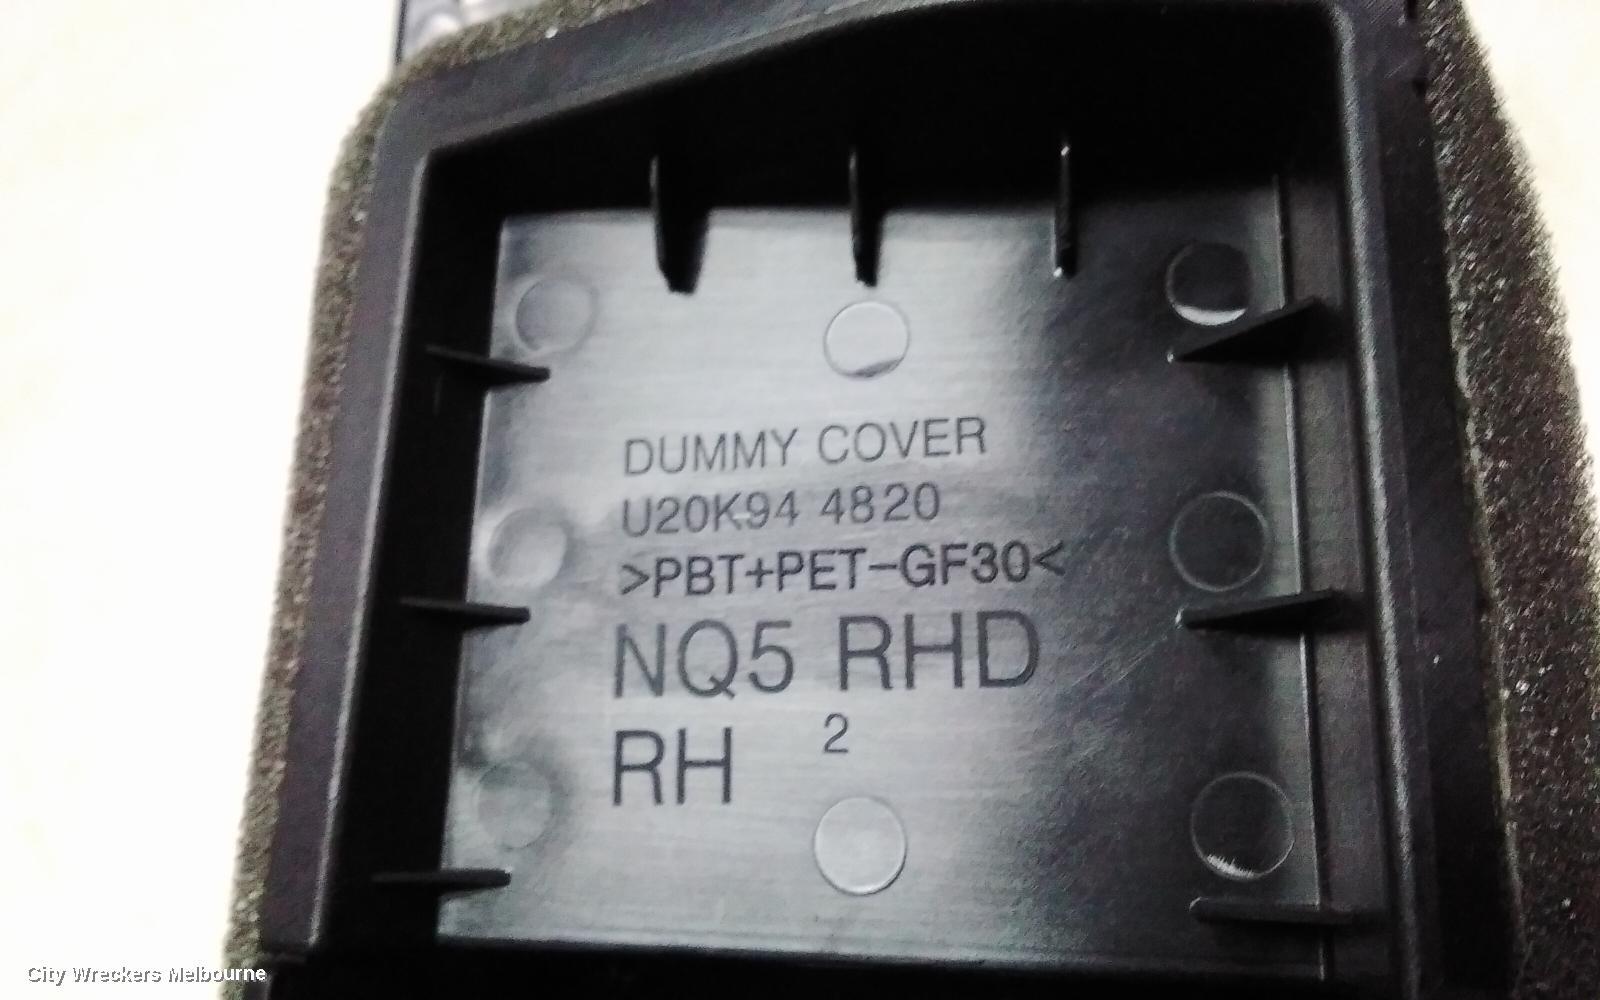 DUMMY COVER
U20K94 4820
>PBT+PET-GF30<
NQ5 RHD
RH 2
City Wreckers Melbourne